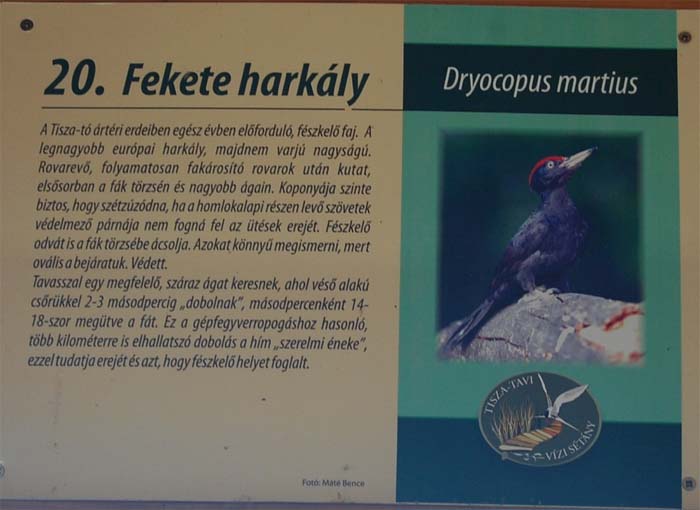 20. Fekete harkály
Dryocopus martius
A Tisza-tó ártéri erdeiben egész évben előforduló, fészkelő faj. A
legnagyobb európai harkály, majdnem varjú nagyságú.
Rovarevő, folyamatosan fakárosító rovarok után kutat,
elsősorban a fák törzsén és nagyobb ágain. Koponyája szinte
biztos, hogy szétzúzódna, ha a homlokalapi részen levő szövetek
védelmező párnája nem fogná fel az ütések erejét. Fészkelő
odvát is a fák törzsébe ácsolja. Azokat könnyű megismerni, mert
ovális a bejáratuk. Védett.
Tavasszal egy megfelelő, száraz ágat keresnek, ahol véső alakú
csőrükkel 2-3 másodpercig „dobolnak”, másodpercenként 14-
18-szor megütve a fát. Ez a gépfegyverropogáshoz hasonló,
több kilométerre is elhallatszó dobolás a hím „szerelmi éneke”,
ezzel tudatja erejét és azt, hogy fészkelő helyet foglalt.
TISZA-TAVI
VÍZI SÉTÁNY
Fotó: Máté Bence